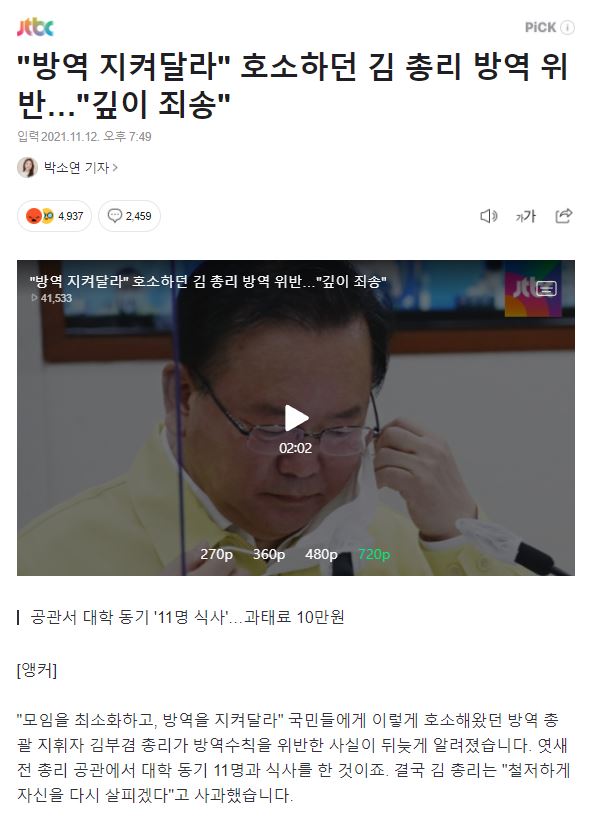 jtbc
PiCK i
"방역 지켜달라" 호소하던 김 총리 방역 위
반…"깊이 죄송"
입력 2021.11.12. 오후 7:49
박소연 기자 >
4,937
2,459
가가
"방역 지켜달라" 호소하던 김 총리 방역 위반…"깊이 죄송"
41,533
jtbc
02:02
270p 360p 480p 720p
공관서 대학 동기 '11명 식사'…과태료 10만원
[앵커]
"모임을 최소화하고, 방역을 지켜달라" 국민들에게 이렇게 호소해왔던 방역 총
괄 지휘자 김부겸 총리가 방역수칙을 위반한 사실이 뒤늦게 알려졌습니다. 엿새
전 총리 공관에서 대학 동기 11명과 식사를 한 것이죠. 결국 김 총리는 "철저하게
자신을 다시 살피겠다"고 사과했습니다.